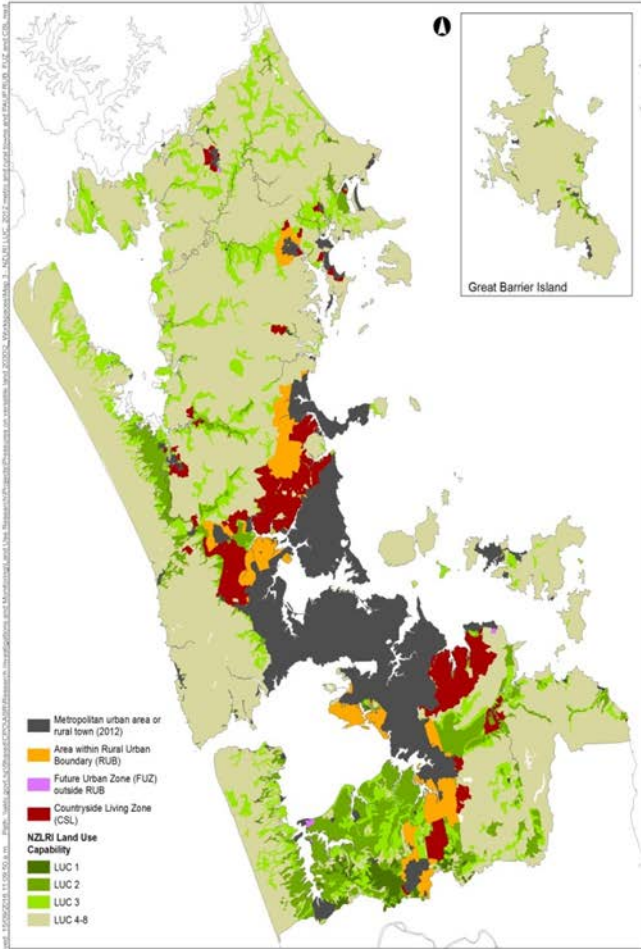 Great Barrier Island
Metropolitan urban area or
rural town (2012)
Area within Rural Urban
Boundary (RUB)
Future Urban Zone (FUZ)
outside RUB
Countryside Living Zone
(CSL)
NZLRI Land Use
Capability
LUC 1
LUC 2
LUC 3
LUC 4-8